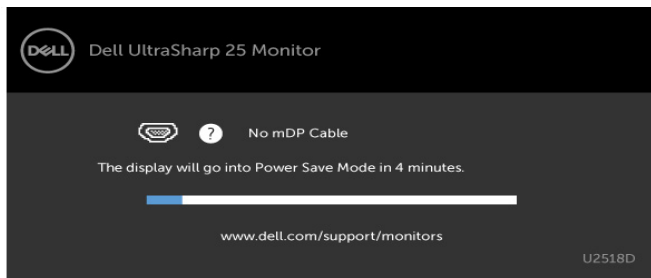 DELL
Dell UltraSharp 25 Monitor
? No mDP Cable
The display will go into Power Save Mode in 4 minutes.
www.dell.com/support/monitors
U2518D